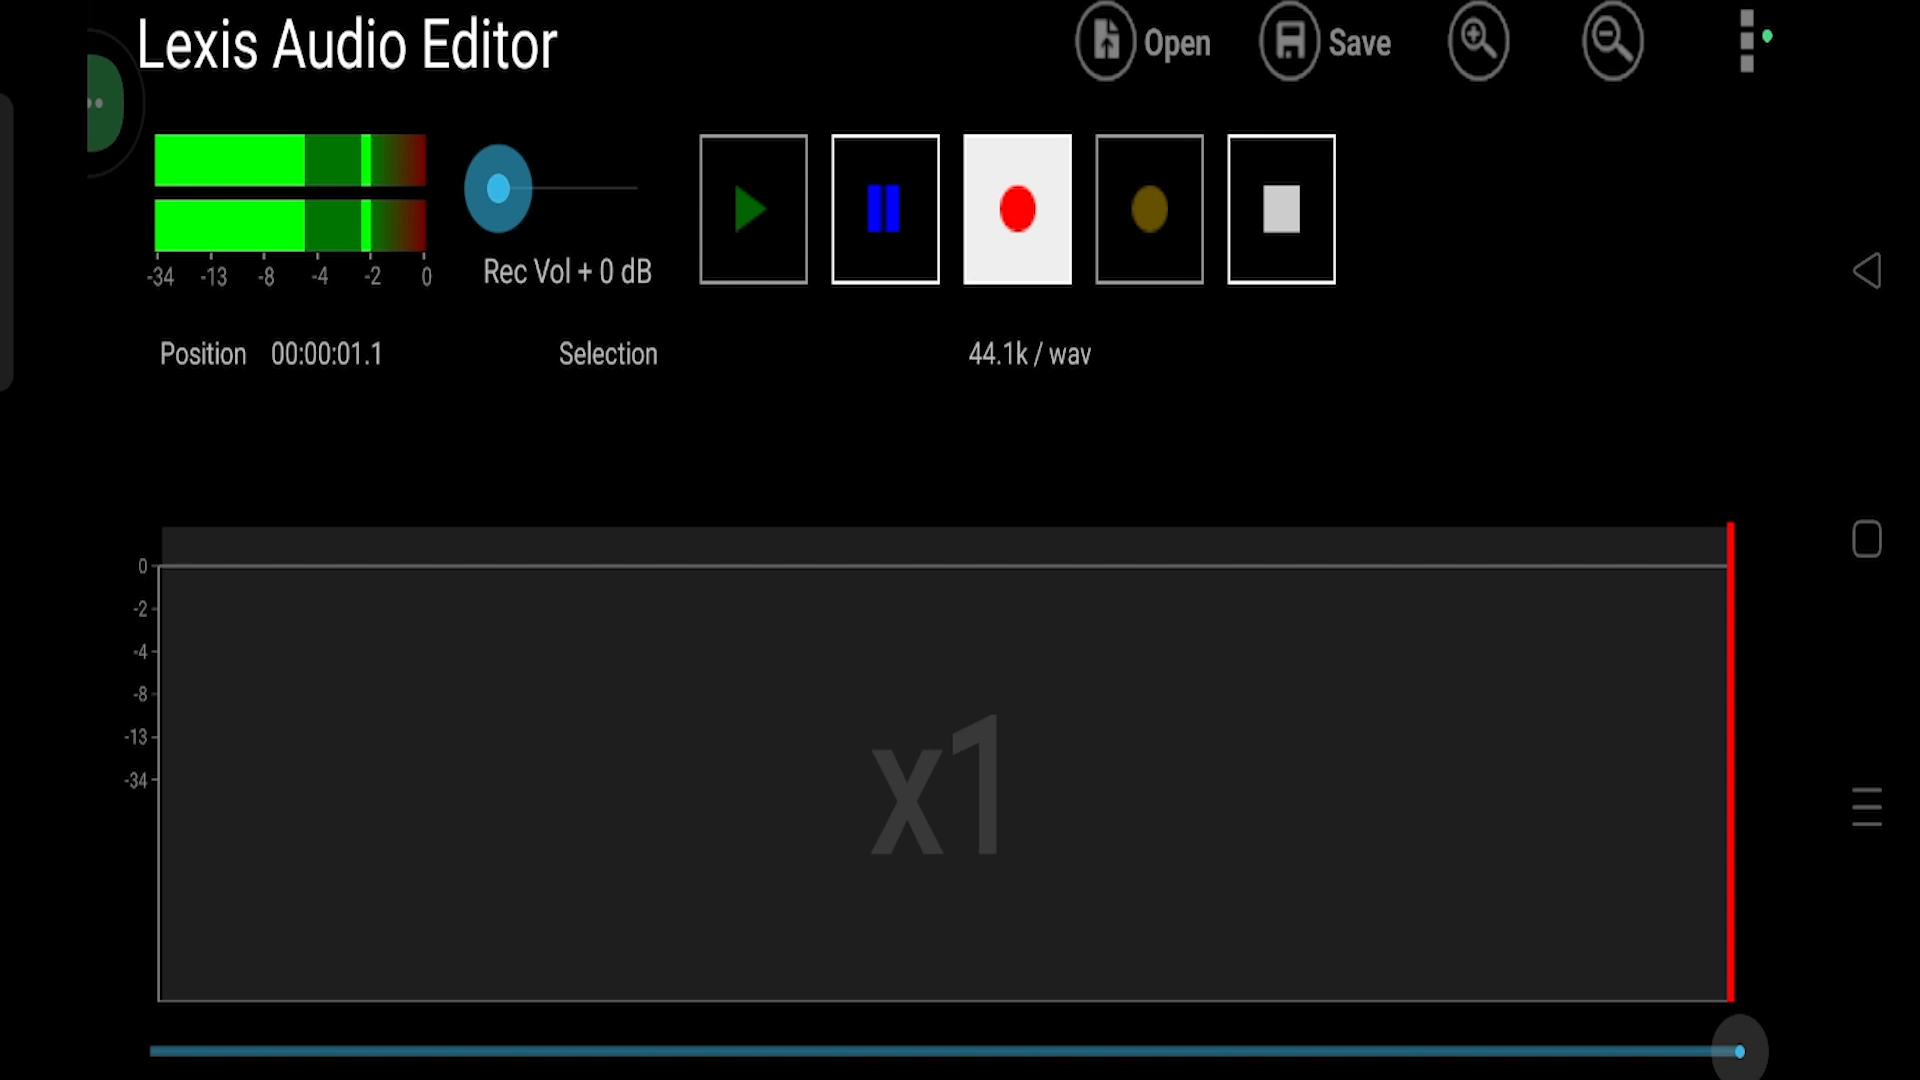 Lexis Audio Editor
Open
Save
-34 -13 -8 -4 -2 0
Rec Vol + 0 dB
Position 00:00:01.1
Selection
44.1k / wav
0
-2
-4
-8
-13
-34
x1